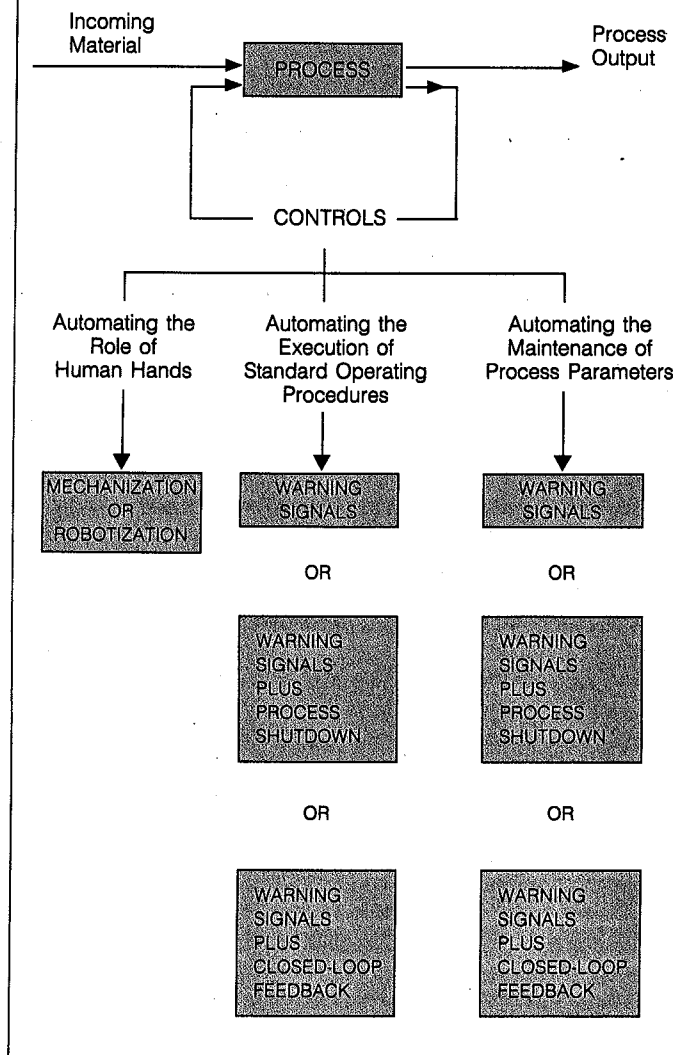 Incoming
Material
PROCESS
Process
Output
CONTROLS
Automating the
Role of
Human Hands
Automating the
Execution of
Standard Operating
Procedures
Automating the
Maintenance of
Process Parameters
MECHANIZATION
OR
ROBOTIZATION
WARNING
SIGNALS
WARNING
SIGNALS
OR
OR
WARNING
SIGNALS
PLUS
PROCESS
SHUTDOWN
WARNING
SIGNALS
PLUS
PROCESS
SHUTDOWN
OR
OR
WARNING
SIGNALS
PLUS
CLOSED-LOOP
FEEDBACK
WARNING
SIGNALS
PLUS
CLOSED-LOOP
FEEDBACK